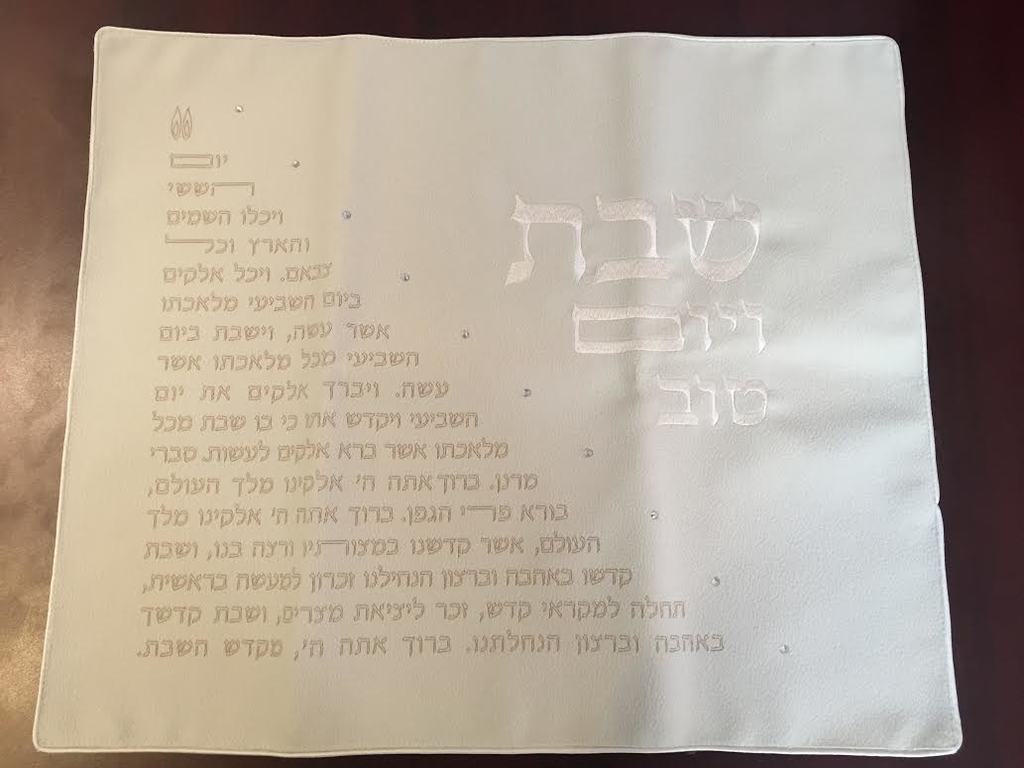 שבת
ויום
טוב
יום
הששי
ויכלו השמים
והארץ וכל
צבאם. ויכל אלקים
ביום השביעי מלאכתו
אשר עשה, וישבת ביום
השביעי מכל מלאכתו אשר
עשה. ויברך אלקים את יום
השביעי ויקדש אתו כי בו שבת מכל
מלאכתו אשר ברא אלקים לעשות. סברי
מרנן. ברוך אתה ה' אלקינו מלך העולם,
בורא פרי הגפן. ברוך אתה ה' אלקינו מלך
העולם, אשר קדשנו במצותיו ורצה בנו, ושבת
קדשו באהבה וברצון הנחילנו זכרון למעשה בראשית,
תחלה למקראי קדש, זכר ליציאת מצרים, ושבת קדשך
באהבה וברצון הנחלתנו. ברוך אתה ה', מקדש השבת.